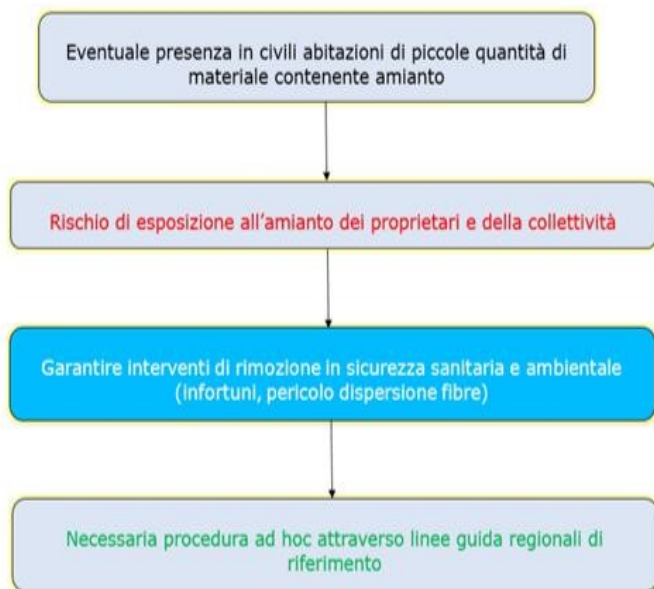 Eventuale presenza in civili abitazioni di piccole quantità di
materiale contenente amianto
Rischio di esposizione all'amianto dei proprietari e della collettività
Garantire interventi di rimozione in sicurezza sanitaria e ambientale
(infortuni, pericolo dispersione fibre)
Necessaria procedura ad hoc attraverso linee guida regionali di
riferimento